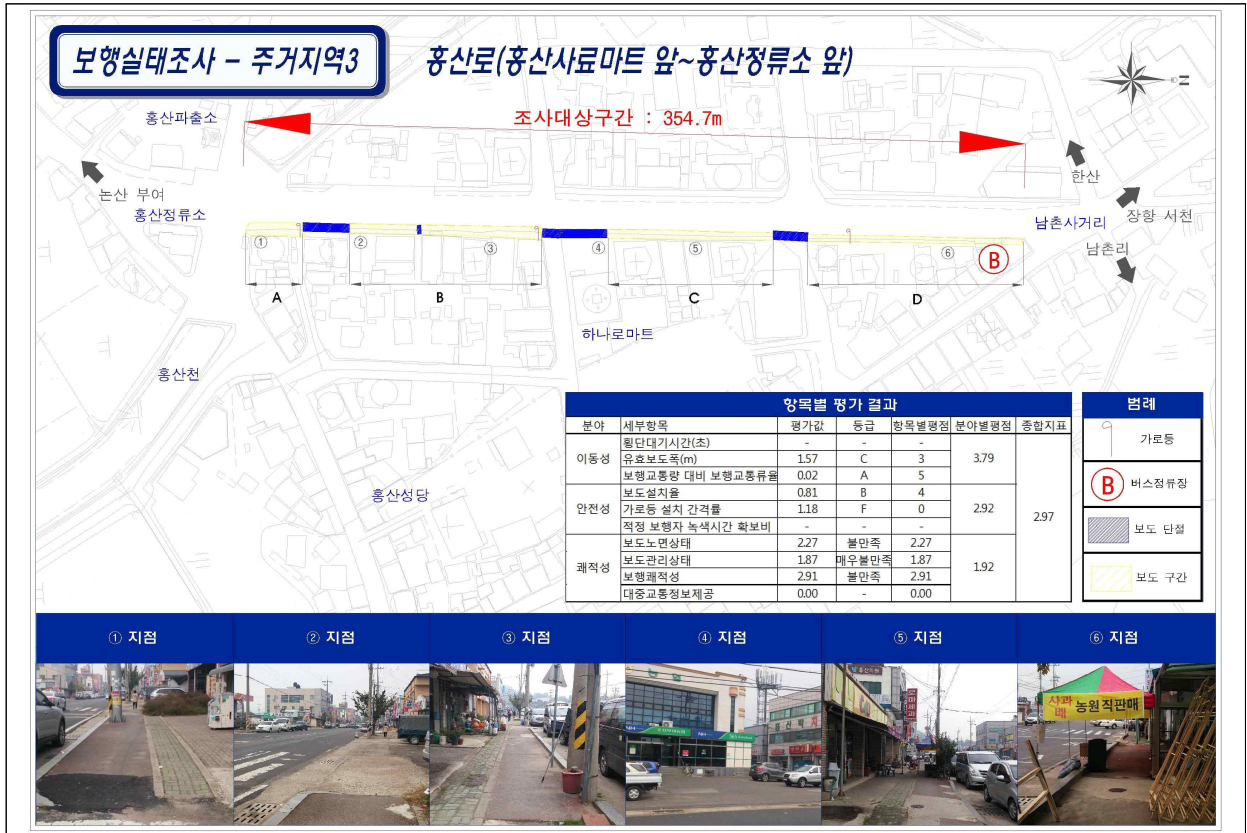 보행실태조사 - 주거지역3
홍산로(홍산사료마트 앞~홍산정류소 앞)
N
홍산파출소
조사대상구간 : 354.7m
논산 부여
한산
홍산정류소
남촌사거리
장항 서천
남촌리
① ② ③ ④ ⑤ ⑥
B
A B C D
하나로마트
홍산천
홍산성당
항목별 평가 결과
분야 세부항목 평가값 등급 항목별평점 분야별평점 종합지표
이동성 횡단대기시간(초) - - - 3.79 2.97
유효보도폭(m) 1.57 C 3
보행교통량 대비 보행교통류율 0.02 A 5
안전성 보도설치율 0.81 B 4 2.92
가로등 설치 간격률 1.18 F 0
적정 보행자 녹색시간 확보비 - - -
쾌적성 보도노면상태 2.27 불만족 2.27 1.92
보도관리상태 1.87 매우불만족 1.87
보행쾌적성 2.91 불만족 2.91
대중교통정보제공 0.00 - 0.00
범례
가로등
B 버스정류장
보도 단절
보도 구간
① 지점
② 지점
③ 지점
④ 지점
⑤ 지점
⑥ 지점
사과
배
농원직판매